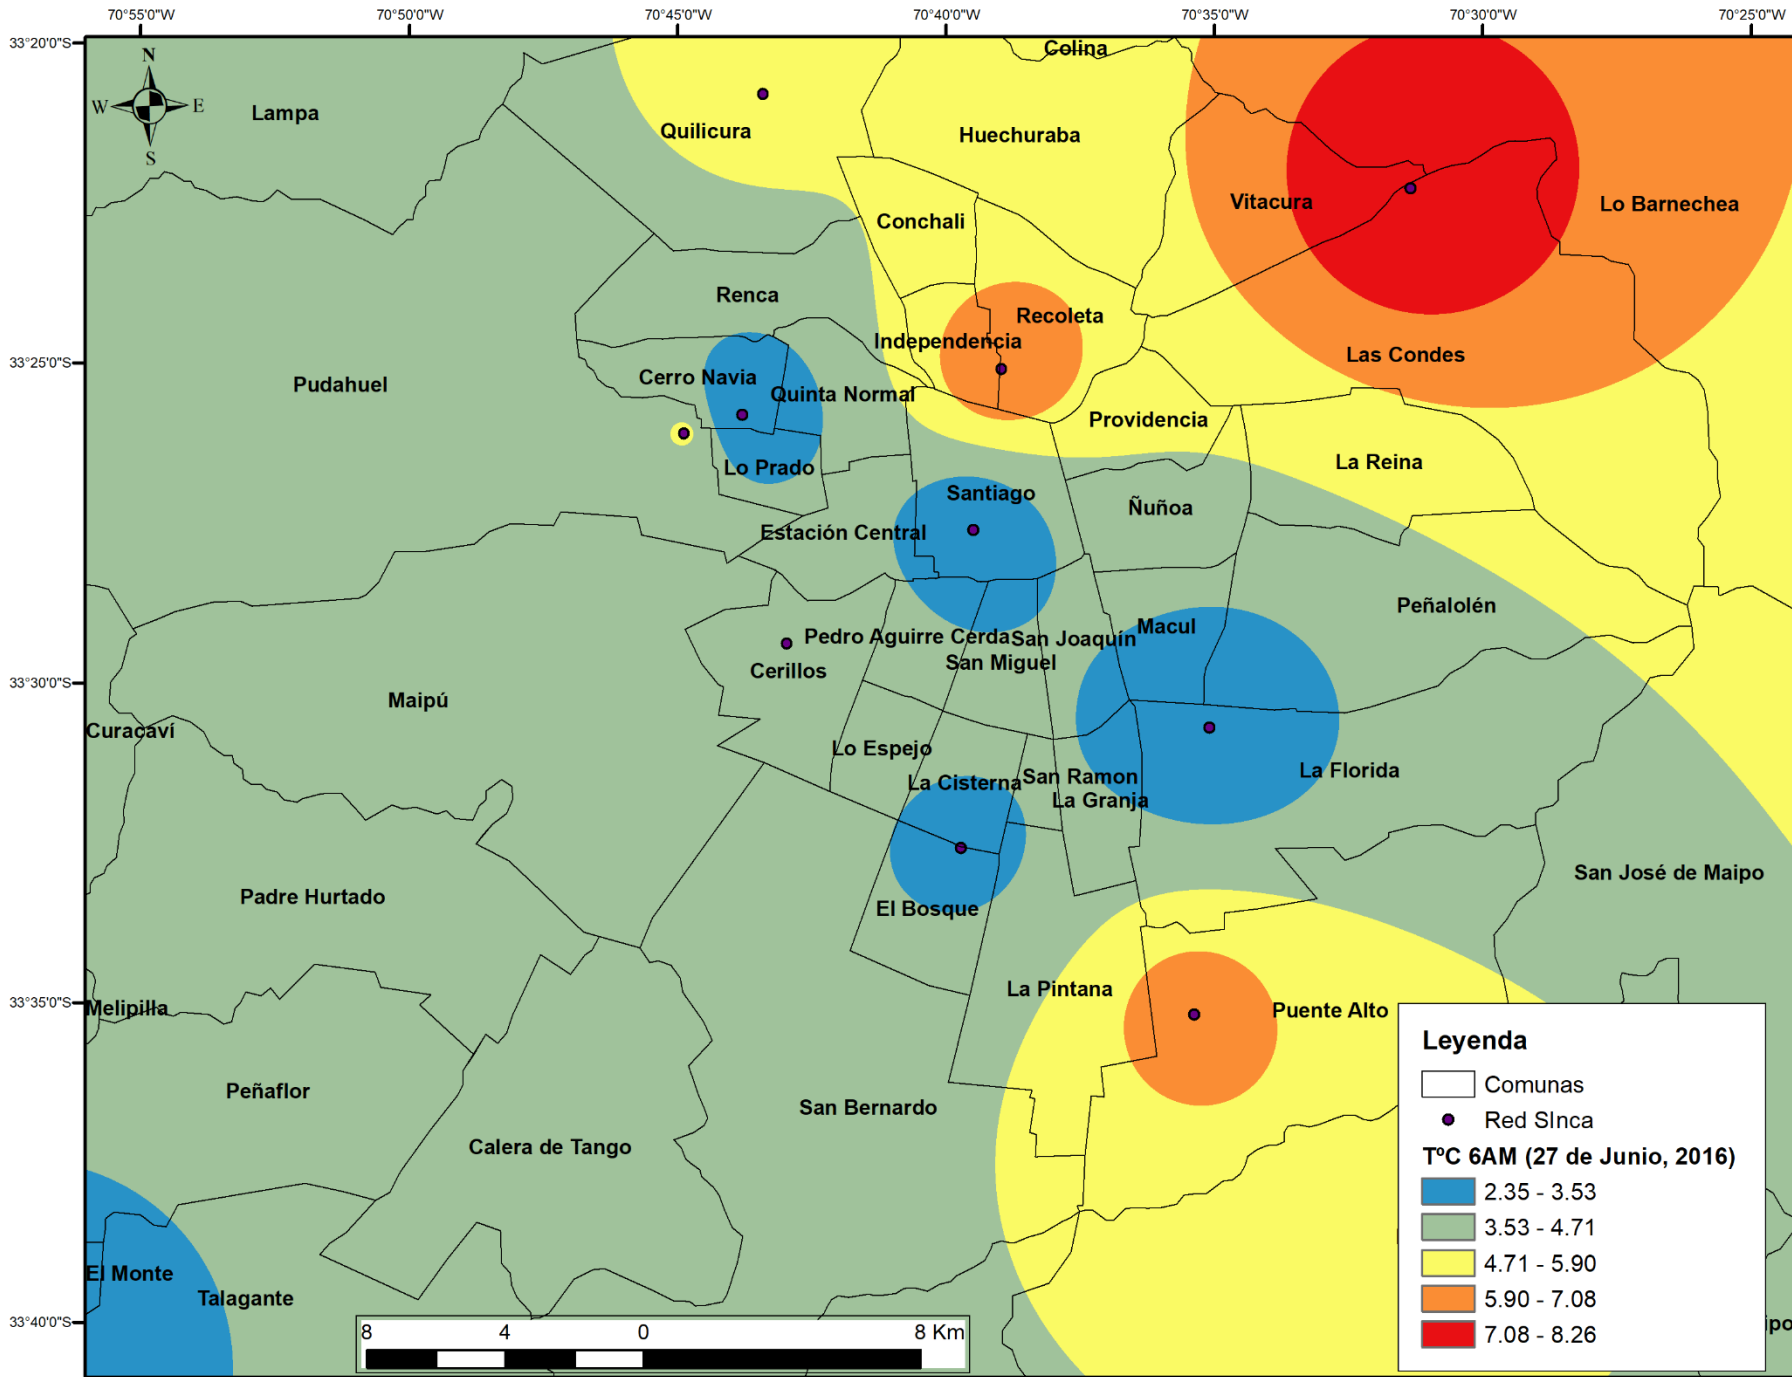 70°55'0"W 70°50'0"W 70°45'0"W 70°40'0"W 70°35'0"W 70°30'0"W 70°25'0"W
33°20'0"S
33°25'0"S
33°30'0"S
33°35'0"S
33°40'0"S
N
W E
S
Colina
Lampa
Quilicura
Huechuraba
Vitacura
Lo Barnechea
Conchali
Renca
Recoleta
Independencia
Las Condes
Pudahuel
Cerro Navia
Quinta Normal
Providencia
La Reina
Lo Prado
Santiago
Ñuñoa
Estación Central
Peñalolén
Macul
Pedro Aguirre Cerda
San Joaquín
San Miguel
Cerillos
Maipú
Curacaví
Lo Espejo
La Florida
La Cisterna
San Ramon
La Granja
San José de Maipo
Padre Hurtado
El Bosque
La Pintana
Melipilla
Puente Alto
Peñaflor
San Bernardo
Calera de Tango
El Monte
Talagante
ipo
Leyenda
Comunas
Red SInca
TºC 6AM (27 de Junio, 2016)
2.35 - 3.53
3.53 - 4.71
4.71 - 5.90
5.90 - 7.08
7.08 - 8.26
8 4 0 8 Km